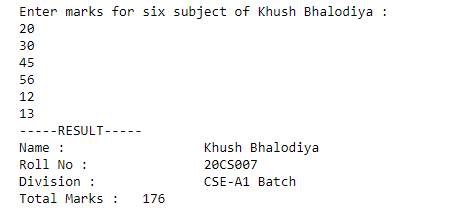 Enter marks for six subject of Khush Bhalodiya :
20
30
45
56
12
13
-----RESULT-----
Name : Khush Bhalodiya
Roll No : 20CS007
Division : CSE-A1 Batch
Total Marks : 176